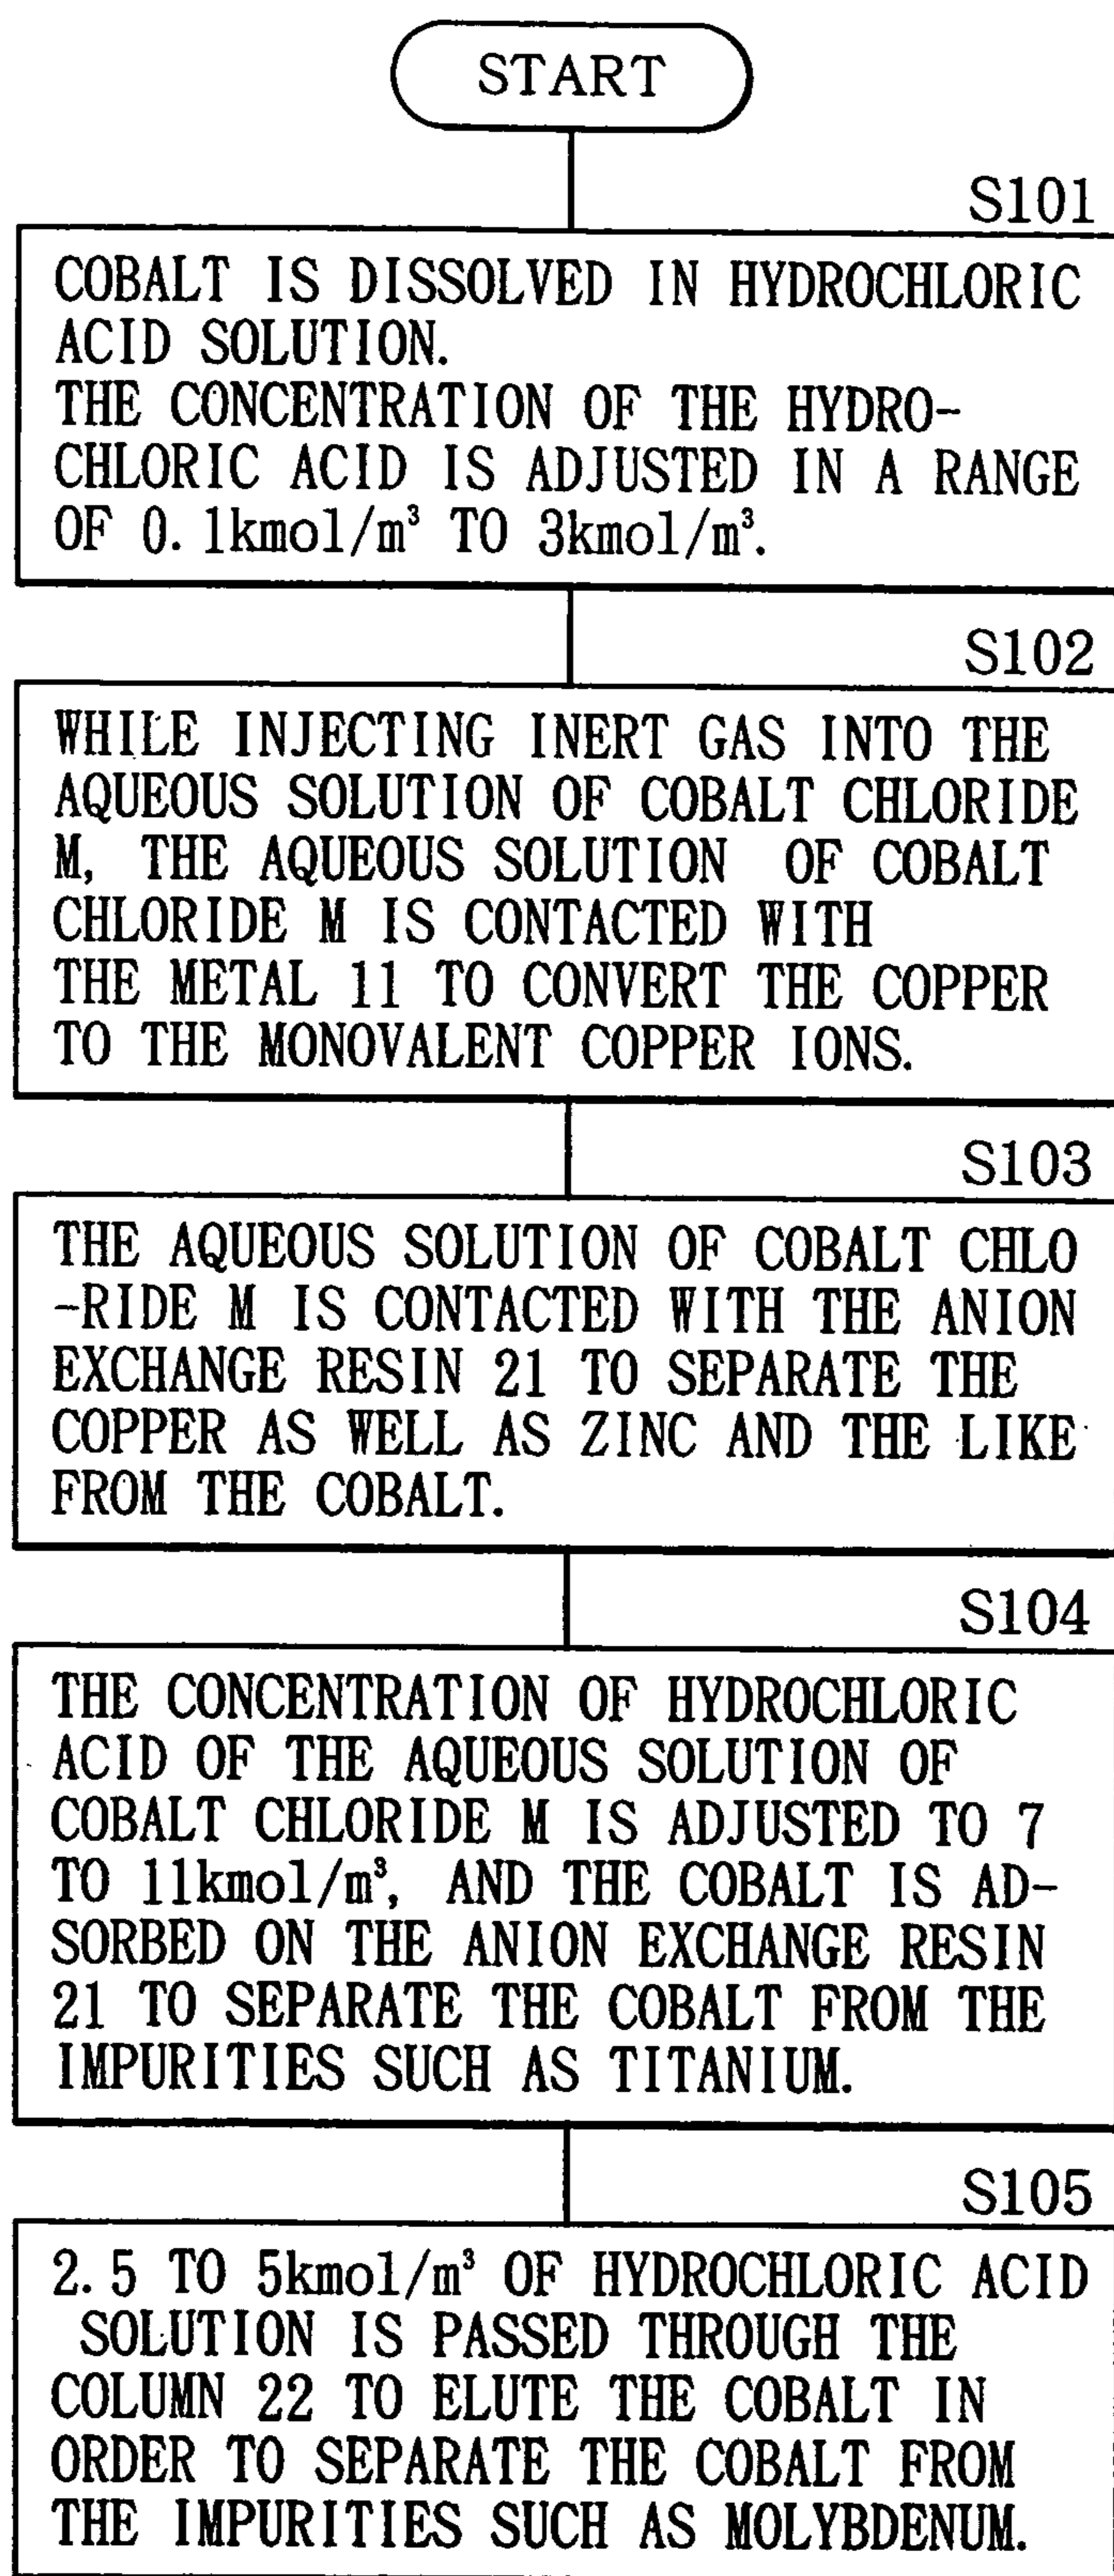 START
S101
COBALT IS DISSOLVED IN HYDROCHLORIC
ACID SOLUTION.
THE CONCENTRATION OF THE HYDRO-
CHLORIC ACID IS ADJUSTED IN A RANGE
OF 0.1kmol/m³ TO 3kmol/m³.
S102
WHILE INJECTING INERT GAS INTO THE
AQUEOUS SOLUTION OF COBALT CHLORIDE
M, THE AQUEOUS SOLUTION OF COBALT
CHLORIDE M IS CONTACTED WITH
THE METAL 11 TO CONVERT THE COPPER
TO THE MONOVALENT COPPER IONS.
S103
THE AQUEOUS SOLUTION OF COBALT CHLO
-RIDE M IS CONTACTED WITH THE ANION
EXCHANGE RESIN 21 TO SEPARATE THE
COPPER AS WELL AS ZINC AND THE LIKE
FROM THE COBALT.
S104
THE CONCENTRATION OF HYDROCHLORIC
ACID OF THE AQUEOUS SOLUTION OF
COBALT CHLORIDE M IS ADJUSTED TO 7
TO 11kmol/m³, AND THE COBALT IS AD-
SORBED ON THE ANION EXCHANGE RESIN
21 TO SEPARATE THE COBALT FROM THE
IMPURITIES SUCH AS TITANIUM.
S105
2.5 TO 5kmol/m³ OF HYDROCHLORIC ACID
SOLUTION IS PASSED THROUGH THE
COLUMN 22 TO ELUTE THE COBALT IN
ORDER TO SEPARATE THE COBALT FROM
THE IMPURITIES SUCH AS MOLYBDENUM.